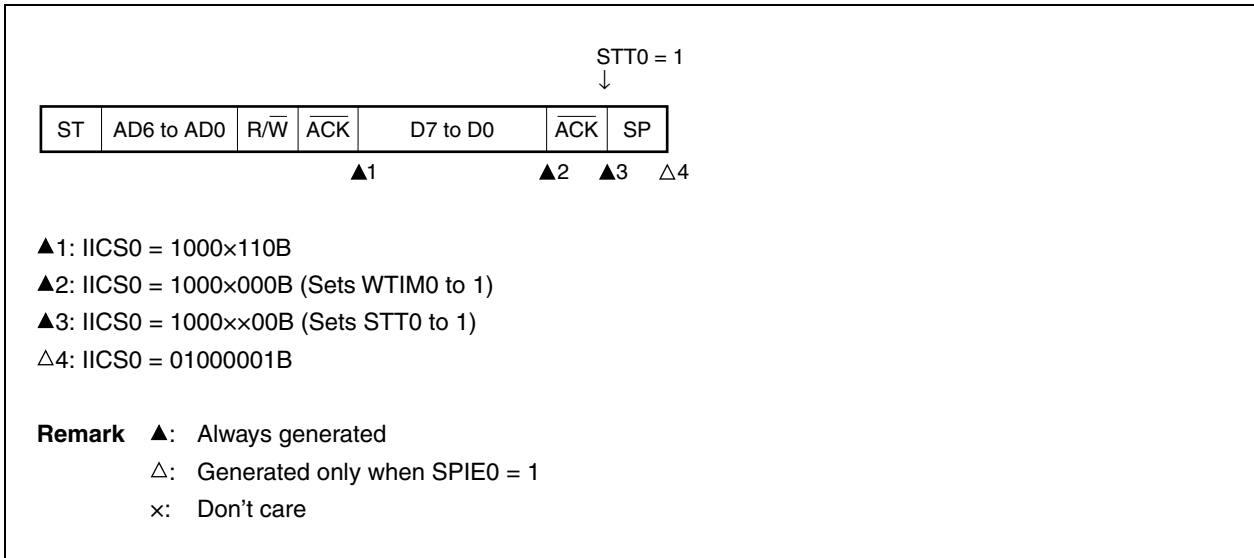 STT0 = 1
↓
ST AD6 to AD0 R/W̅ A̅C̅K̅ D7 to D0 A̅C̅K̅ SP
▲1 ▲2 ▲3 △4
▲1: IICS0 = 1000×110B
▲2: IICS0 = 1000×000B (Sets WTIM0 to 1)
▲3: IICS0 = 1000××00B (Sets STT0 to 1)
△4: IICS0 = 01000001B
Remark ▲: Always generated
△: Generated only when SPIE0 = 1
×: Don't care